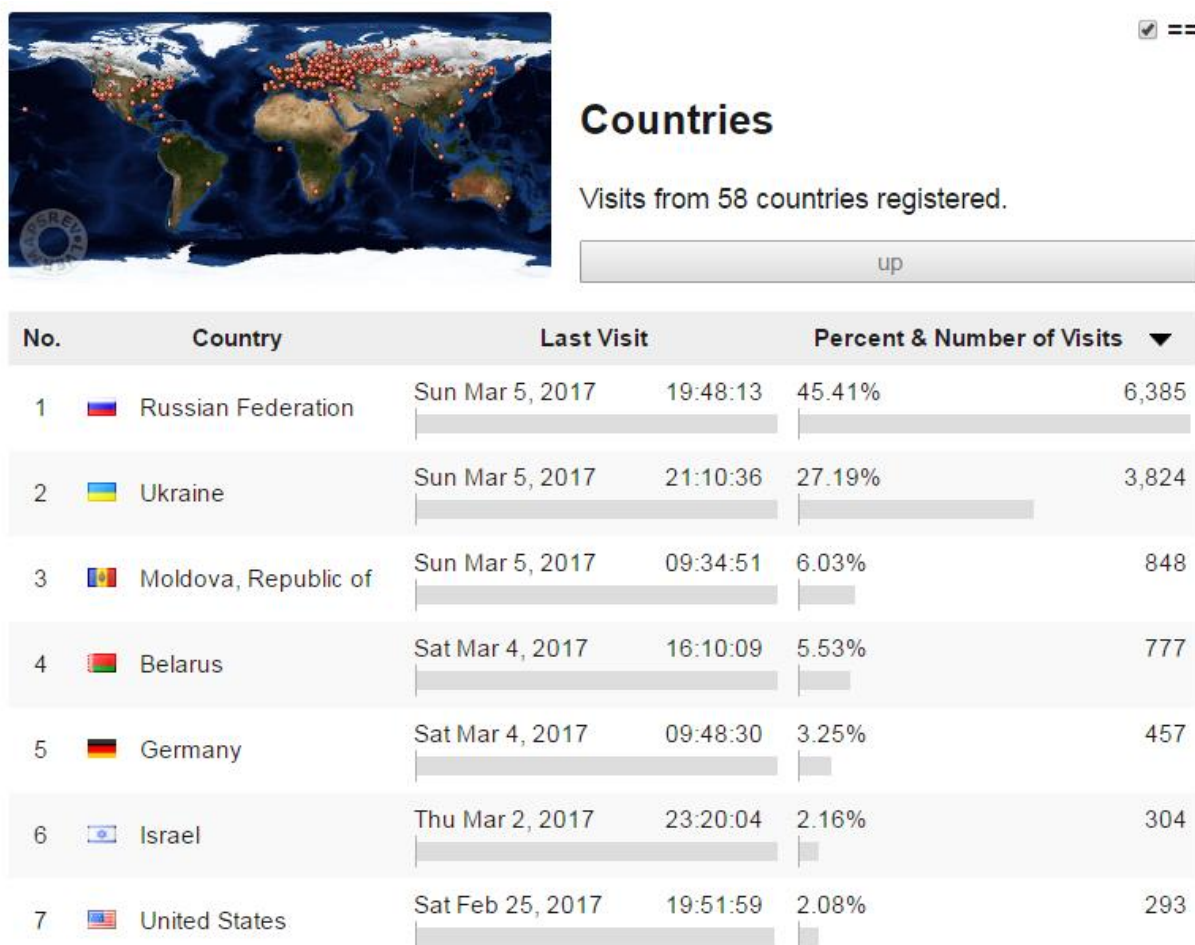 ==
Countries
Visits from 58 countries registered.
up
No. Country Last Visit Percent & Number of Visits
1 Russian Federation Sun Mar 5, 2017 19:48:13 45.41% 6,385
2 Ukraine Sun Mar 5, 2017 21:10:36 27.19% 3,824
3 Moldova, Republic of Sun Mar 5, 2017 09:34:51 6.03% 848
4 Belarus Sat Mar 4, 2017 16:10:09 5.53% 777
5 Germany Sat Mar 4, 2017 09:48:30 3.25% 457
6 Israel Thu Mar 2, 2017 23:20:04 2.16% 304
7 United States Sat Feb 25, 2017 19:51:59 2.08% 293